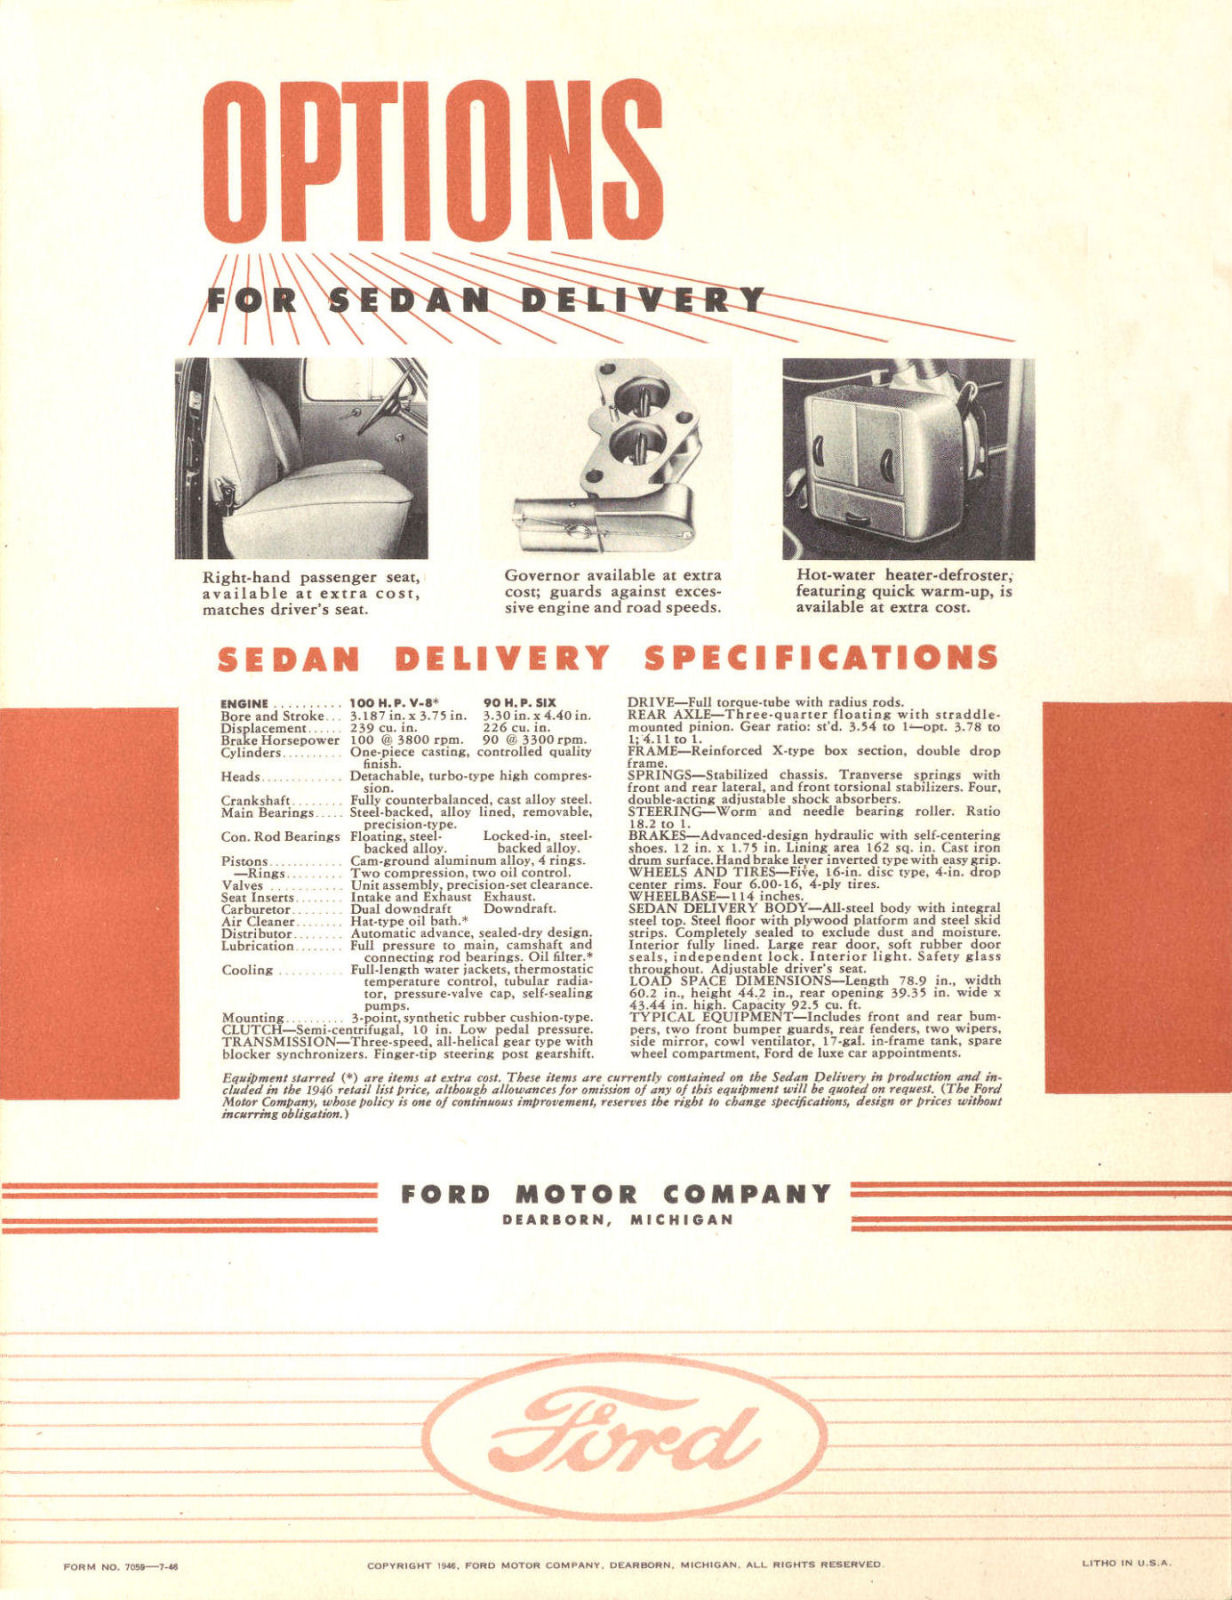 OPTIONS
FOR SEDAN DELIVERY
Right-hand passenger seat,
available at extra cost,
matches driver's seat.
Governor available at extra
cost; guards against exces-
sive engine and road speeds.
Hot-water heater-defroster,
featuring quick warm-up, is
available at extra cost.
SEDAN DELIVERY SPECIFICATIONS
ENGINE .......... 100 H.P. V-8* 90 H.P. SIX
Bore and Stroke... 3.187 in. x 3.75 in. 3.30 in. x 4.40 in.
Displacement...... 239 cu. in. 226 cu. in.
Brake Horsepower 100 @ 3800 rpm. 90 @ 3300 rpm.
Cylinders.......... One-piece casting, controlled quality
finish.
Heads............. Detachable, turbo-type high compres-
sion.
Crankshaft........ Fully counterbalanced, cast alloy steel.
Main Bearings..... Steel-backed, alloy lined, removable,
precision-type.
Con. Rod Bearings Floating, steel- Locked-in, steel-
backed alloy. backed alloy.
Pistons........... Cam-ground aluminum alloy, 4 rings.
—Rings......... Two compression, two oil control.
Valves ........... Unit assembly, precision-set clearance.
Seat Inserts........ Intake and Exhaust Exhaust.
Carburetor........ Dual downdraft Downdraft.
Air Cleaner........ Hat-type oil bath.*
Distributor........ Automatic advance, sealed-dry design.
Lubrication........ Full pressure to main, camshaft and
connecting rod bearings. Oil filter.*
Cooling .......... Full-length water jackets, thermostatic
temperature control, tubular radia-
tor, pressure-valve cap, self-sealing
pumps.
Mounting......... 3-point, synthetic rubber cushion-type.
CLUTCH—Semi-centrifugal, 10 in. Low pedal pressure.
TRANSMISSION—Three-speed, all-helical gear type with
blocker synchronizers. Finger-tip steering post gearshift.
DRIVE—Full torque-tube with radius rods.
REAR AXLE—Three-quarter floating with straddle-
mounted pinion. Gear ratio: st'd. 3.54 to 1—opt. 3.78 to
1; 4.11 to 1.
FRAME—Reinforced X-type box section, double drop
frame.
SPRINGS—Stabilized chassis. Tranverse springs with
front and rear lateral, and front torsional stabilizers. Four,
double-acting adjustable shock absorbers.
STEERING—Worm and needle bearing roller. Ratio
18.2 to 1.
BRAKES—Advanced-design hydraulic with self-centering
shoes. 12 in. x 1.75 in. Lining area 162 sq. in. Cast iron
drum surface. Hand brake lever inverted type with easy grip.
WHEELS AND TIRES—Five, 16-in. disc type, 4-in. drop
center rims. Four 6.00-16, 4-ply tires.
WHEELBASE—114 inches.
SEDAN DELIVERY BODY—All-steel body with integral
steel top. Steel floor with plywood platform and steel skid
strips. Completely sealed to exclude dust and moisture.
Interior fully lined. Large rear door, soft rubber door
seals, independent lock. Interior light. Safety glass
throughout. Adjustable driver's seat.
LOAD SPACE DIMENSIONS—Length 78.9 in., width
60.2 in., height 44.2 in., rear opening 39.35 in. wide x
43.44 in. high. Capacity 92.5 cu. ft.
TYPICAL EQUIPMENT—Includes front and rear bum-
pers, two front bumper guards, rear fenders, two wipers,
side mirror, cowl ventilator, 17-gal. in-frame tank, spare
wheel compartment, Ford de luxe car appointments.
Equipment starred (*) are items at extra cost. These items are currently contained on the Sedan Delivery in production and in-
cluded in the 1946 retail list price, although allowances for omission of any of this equipment will be quoted on request. (The Ford
Motor Company, whose policy is one of continuous improvement, reserves the right to change specifications, design or prices without
incurring obligation.)
FORD MOTOR COMPANY
DEARBORN, MICHIGAN
Ford
FORM NO. 7059—7-46
COPYRIGHT 1946, FORD MOTOR COMPANY, DEARBORN, MICHIGAN. ALL RIGHTS RESERVED.
LITHO IN U.S.A.